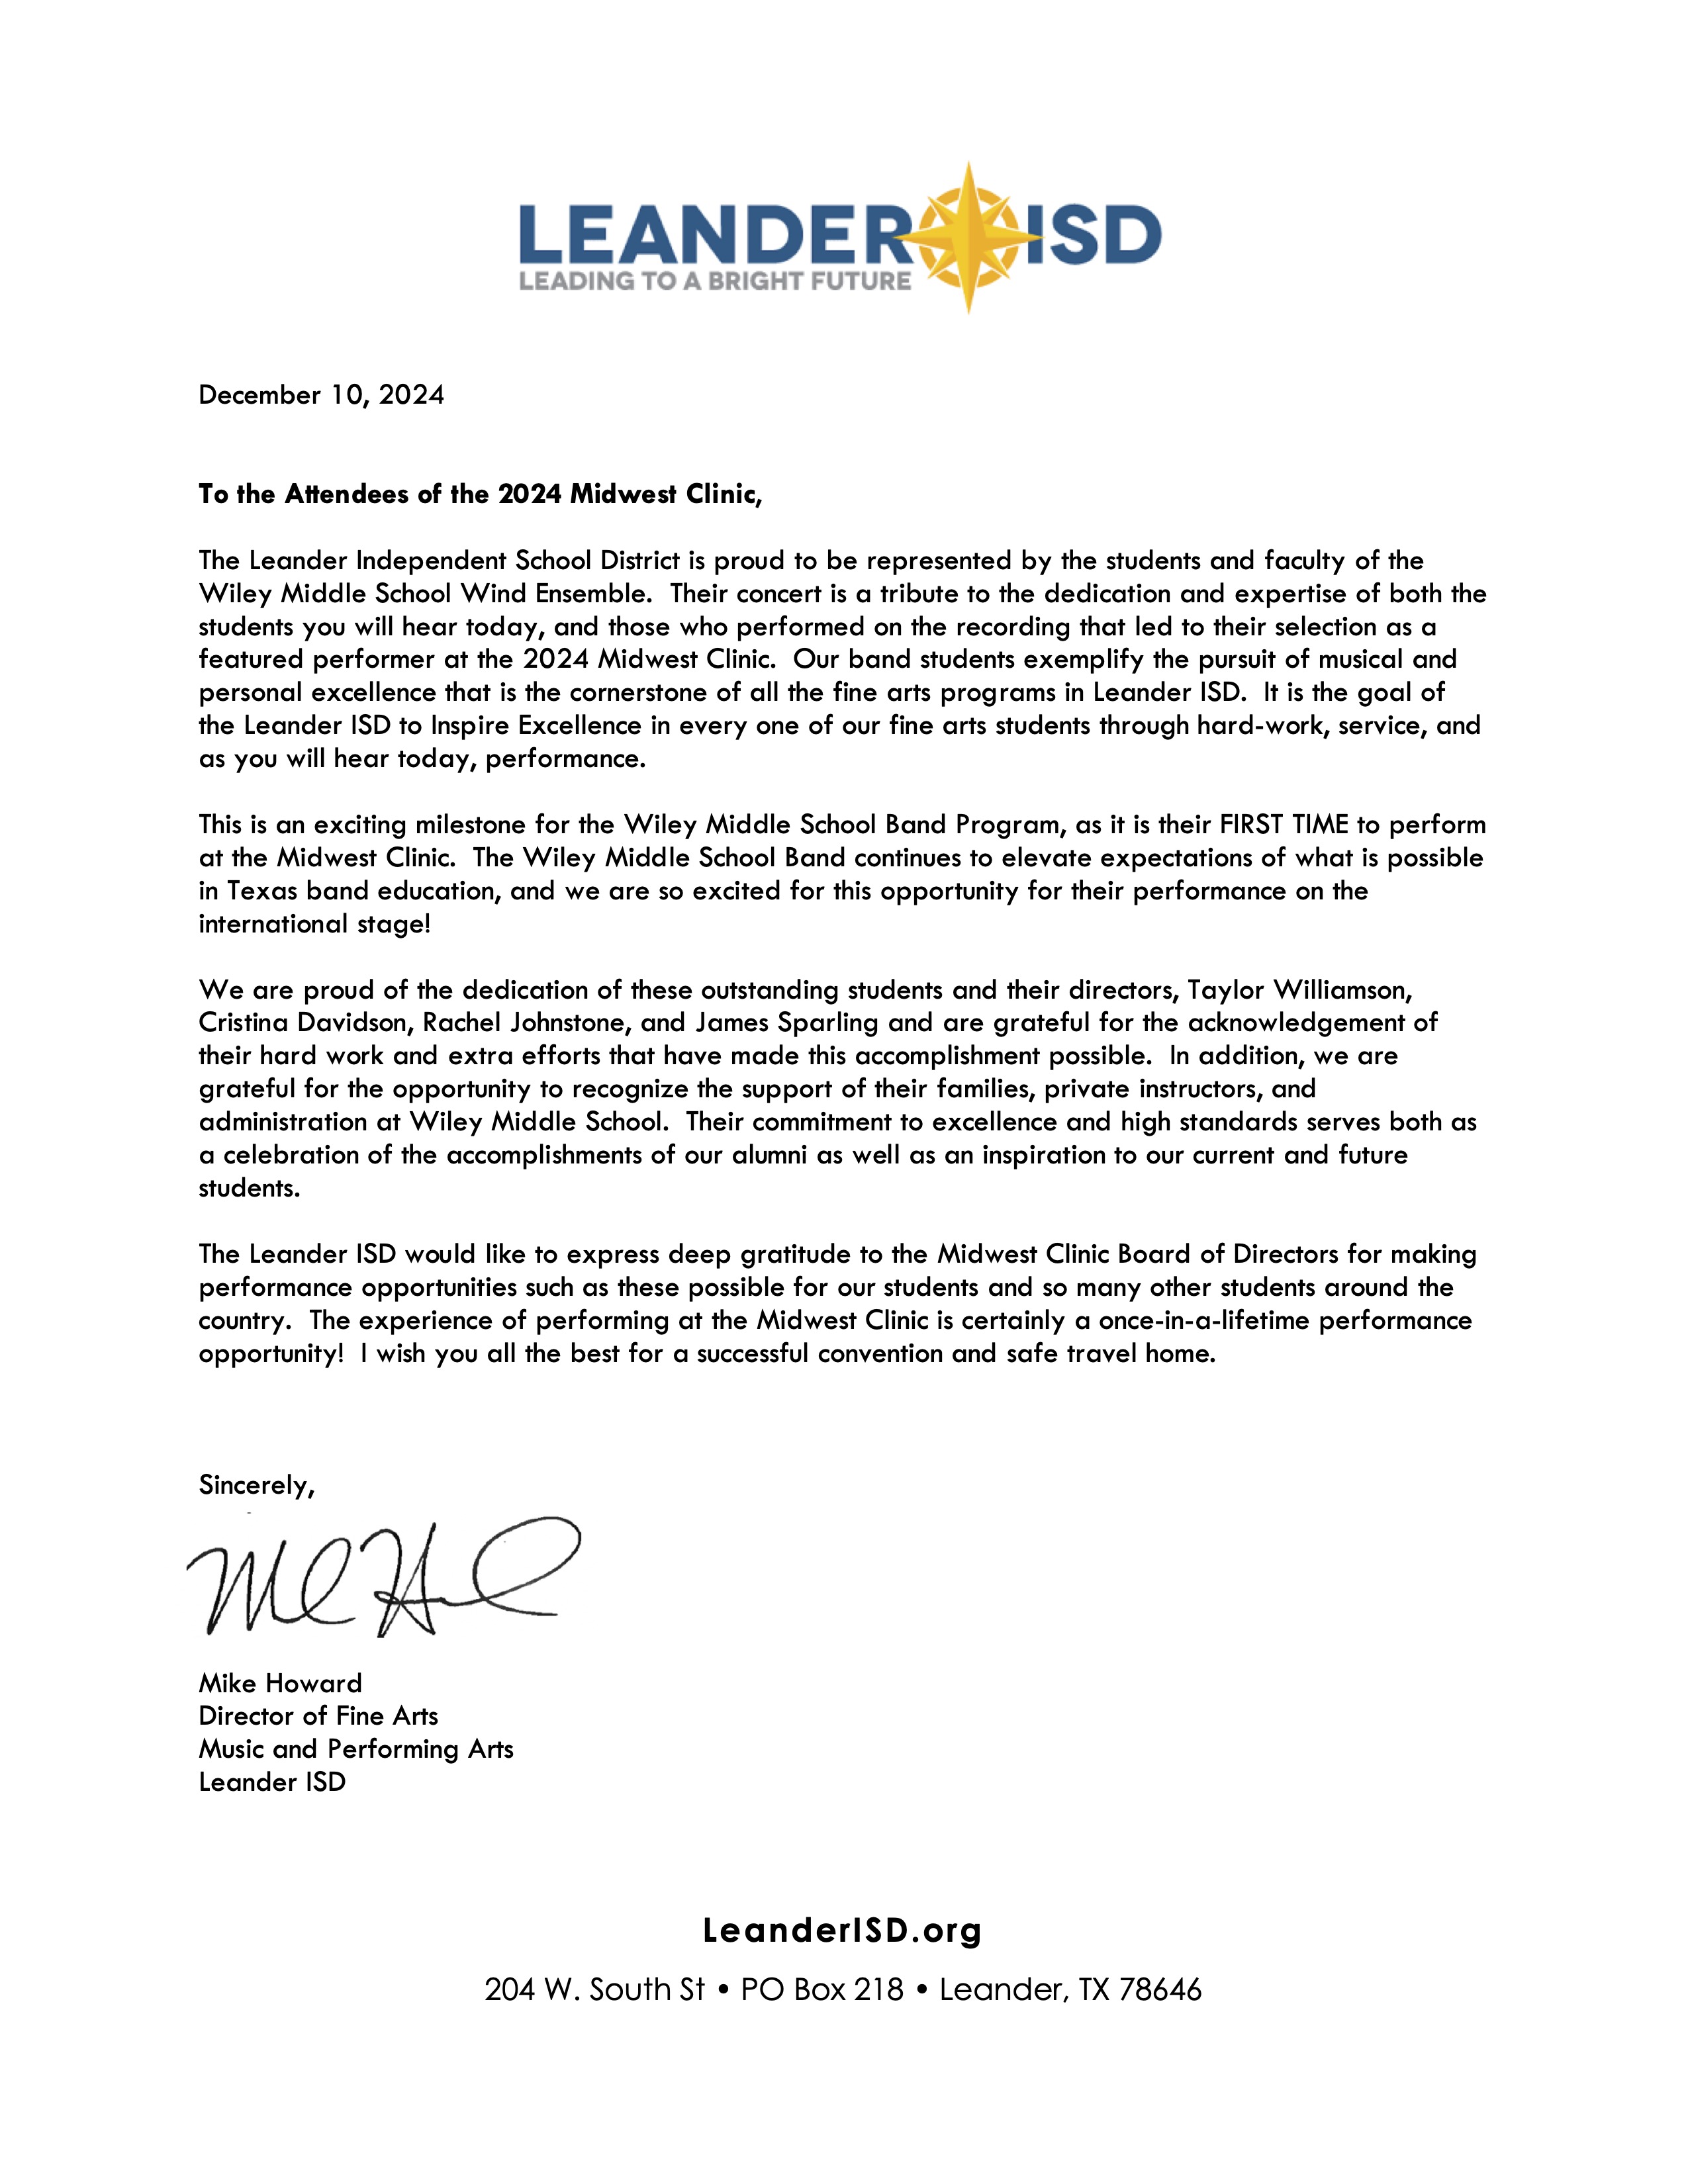 LEANDER ISD
LEADING TO A BRIGHT FUTURE
December 10, 2024
To the Attendees of the 2024 Midwest Clinic,
The Leander Independent School District is proud to be represented by the students and faculty of the
Wiley Middle School Wind Ensemble.  Their concert is a tribute to the dedication and expertise of both the
students you will hear today, and those who performed on the recording that led to their selection as a
featured performer at the 2024 Midwest Clinic.  Our band students exemplify the pursuit of musical and
personal excellence that is the cornerstone of all the fine arts programs in Leander ISD.  It is the goal of
the Leander ISD to Inspire Excellence in every one of our fine arts students through hard-work, service, and
as you will hear today, performance.
This is an exciting milestone for the Wiley Middle School Band Program, as it is their FIRST TIME to perform
at the Midwest Clinic.  The Wiley Middle School Band continues to elevate expectations of what is possible
in Texas band education, and we are so excited for this opportunity for their performance on the
international stage!
We are proud of the dedication of these outstanding students and their directors, Taylor Williamson,
Cristina Davidson, Rachel Johnstone, and James Sparling and are grateful for the acknowledgement of
their hard work and extra efforts that have made this accomplishment possible.  In addition, we are
grateful for the opportunity to recognize the support of their families, private instructors, and
administration at Wiley Middle School.  Their commitment to excellence and high standards serves both as
a celebration of the accomplishments of our alumni as well as an inspiration to our current and future
students.
The Leander ISD would like to express deep gratitude to the Midwest Clinic Board of Directors for making
performance opportunities such as these possible for our students and so many other students around the
country.  The experience of performing at the Midwest Clinic is certainly a once-in-a-lifetime performance
opportunity!  I wish you all the best for a successful convention and safe travel home.
Sincerely,
Mike Howard
Director of Fine Arts
Music and Performing Arts
Leander ISD
LeanderISD.org
204 W. South St • PO Box 218 • Leander, TX 78646